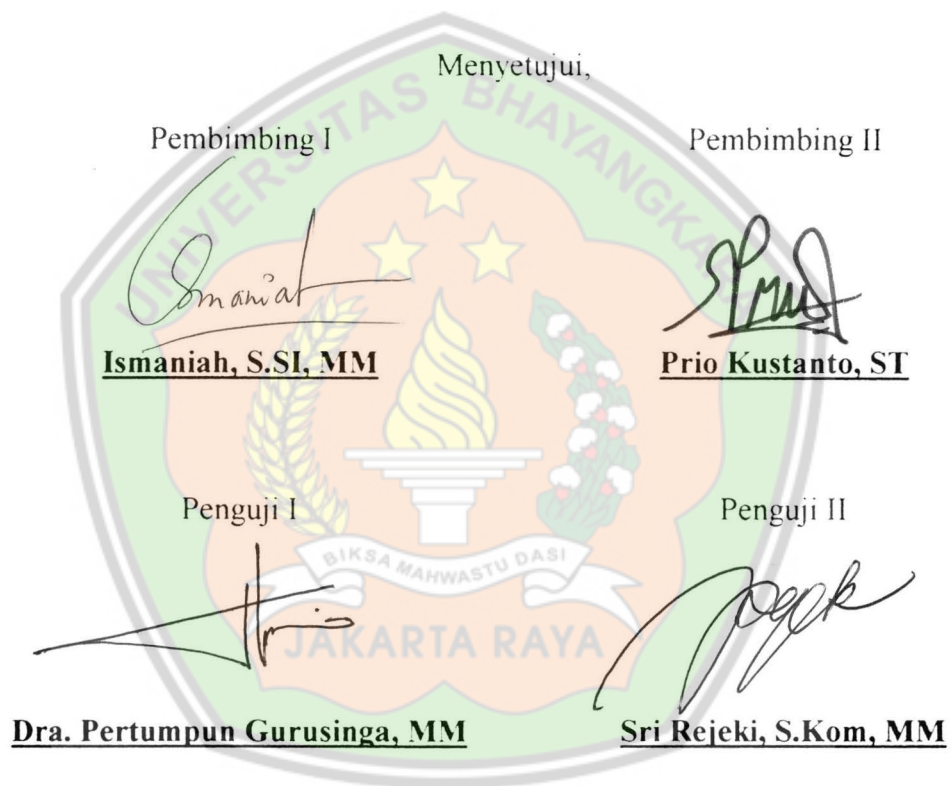 Menyetujui,
Pembimbing I
Pembimbing II
UNIVERSITAS BHAYANGKARA
Ismaniah
Ismaniah, S.SI, MM
Prio Kustanto, ST
Penguji I
Penguji II
BIKSA MAHWASTU DASI
JAKARTA RAYA
Dra. Pertumpun Gurusinga, MM
Sri Rejeki, S.Kom, MM